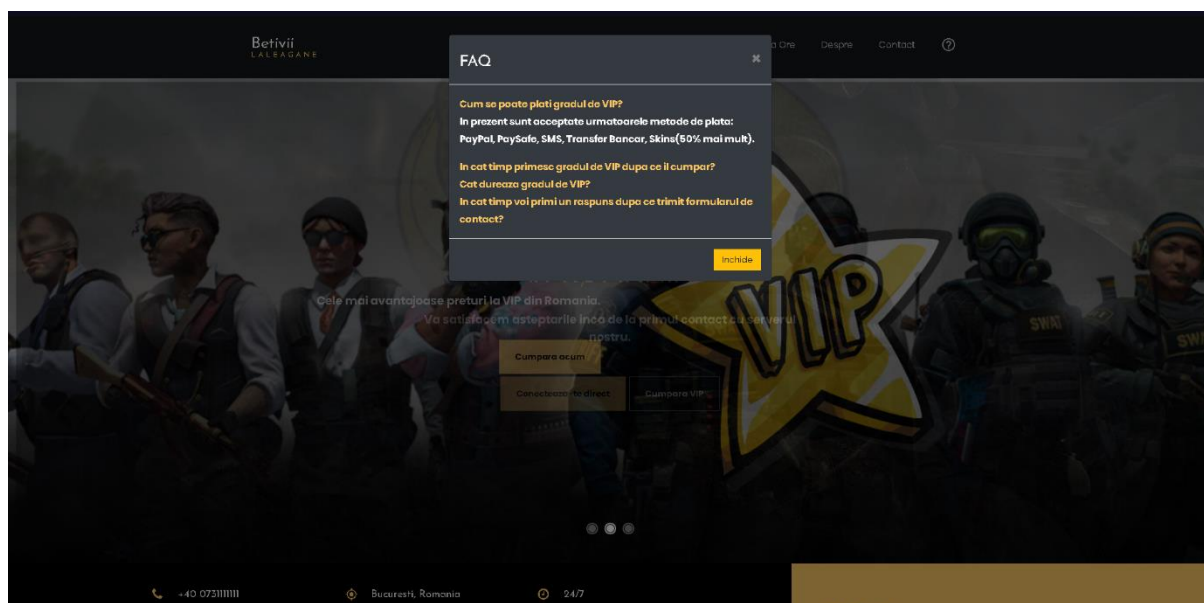 Betivii
LALEAGANE
Ore
Despre
Contact
FAQ
×
Cum se poate plati gradul de VIP?
In prezent sunt acceptate urmatoarele metode de plata:
PayPal, PaySafe, SMS, Transfer Bancar, Skins(50% mai mult).
In cat timp primesc gradul de VIP dupa ce il cumpar?
Cat dureaza gradul de VIP?
In cat timp voi primi un raspuns dupa ce trimit formularul de
contact?
Inchide
Cele mai avantajoase preturi la VIP din Romania.
Va satisfacem asteptarile inca de la primul contact cu serverul
nostru.
Cumpara acum
Conecteaza-te direct
Cumpara VIP
VIP
SWAT
+40 0731111111
Bucuresti, Romania
24/7